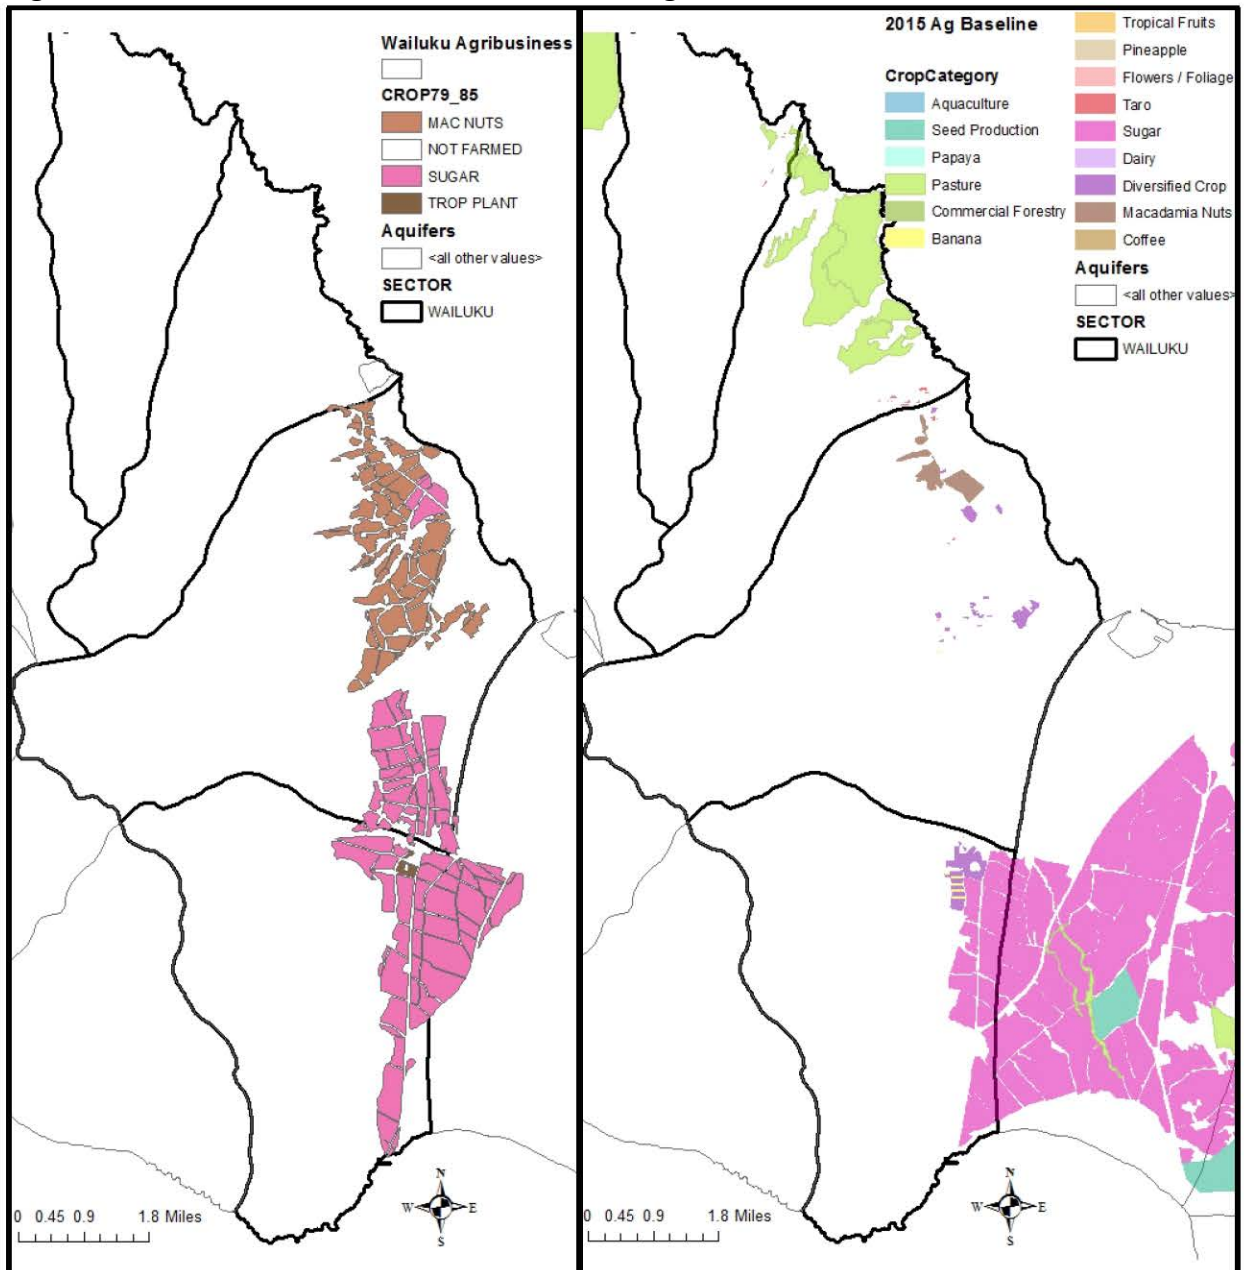 Wailuku Agribusiness
CROP79_85
MAC NUTS
NOT FARMED
SUGAR
TROP PLANT
Aquifers
<all other values>
SECTOR
WAILUKU
N
W E
S
0 0.45 0.9 1.8 Miles
2015 Ag Baseline
CropCategory
Aquaculture
Seed Production
Papaya
Pasture
Commercial Forestry
Banana
Tropical Fruits
Pineapple
Flowers / Foliage
Taro
Sugar
Dairy
Diversified Crop
Macadamia Nuts
Coffee
Aquifers
<all other values>
SECTOR
WAILUKU
N
W E
S
0 0.45 0.9 1.8 Miles